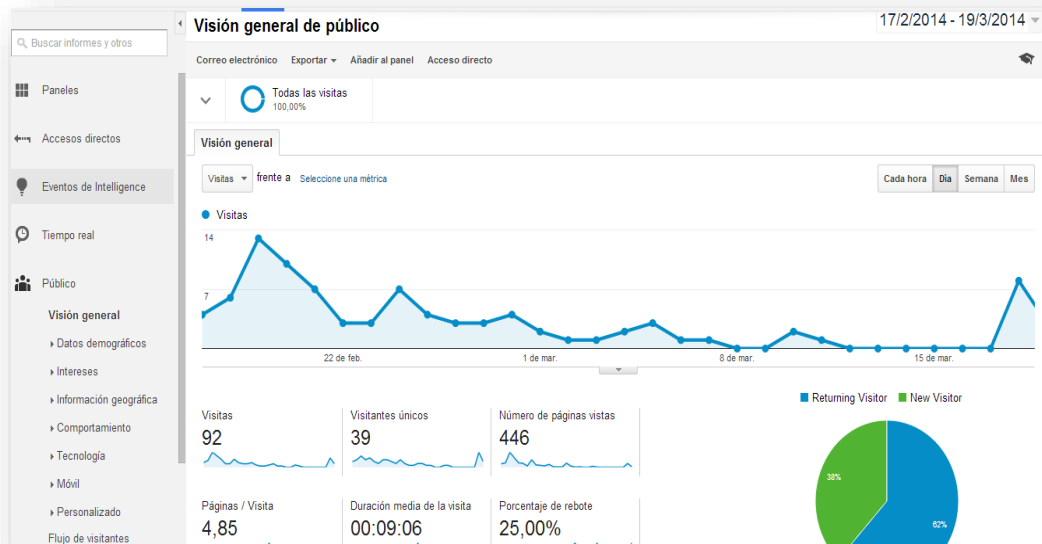 Visión general de público
17/2/2014 - 19/3/2014
Buscar informes y otros
Correo electrónico Exportar Añadir al panel Acceso directo
Paneles
Accesos directos
Eventos de Intelligence
Tiempo real
Público
Visión general
Datos demográficos
Intereses
Información geográfica
Comportamiento
Tecnología
Móvil
Personalizado
Flujo de visitantes
Todas las visitas
100,00%
Visión general
Visitas frente a Seleccione una métrica
Cada hora Día Semana Mes
Visitas
14
7
22 de feb. 1 de mar. 8 de mar. 15 de mar.
Visitas
92
Visitantes únicos
39
Número de páginas vistas
446
Páginas / Visita
4,85
Duración media de la visita
00:09:06
Porcentaje de rebote
25,00%
Returning Visitor New Visitor
38%
62%